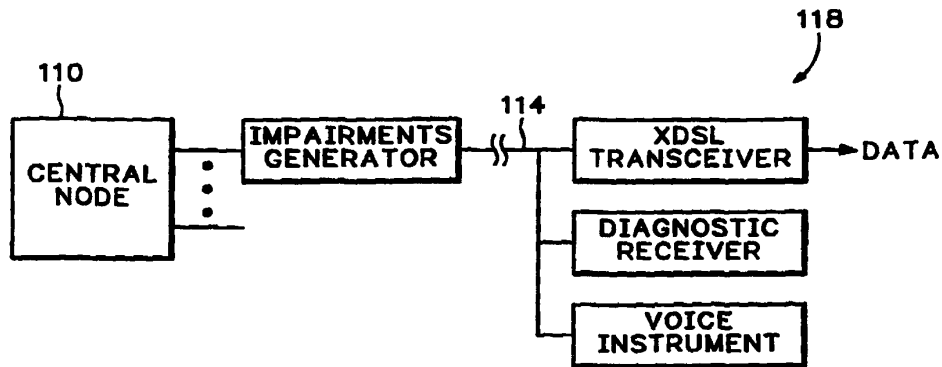 118
110
114
CENTRAL
NODE
IMPAIRMENTS
GENERATOR
XDSL
TRANSCEIVER
DATA
DIAGNOSTIC
RECEIVER
VOICE
INSTRUMENT